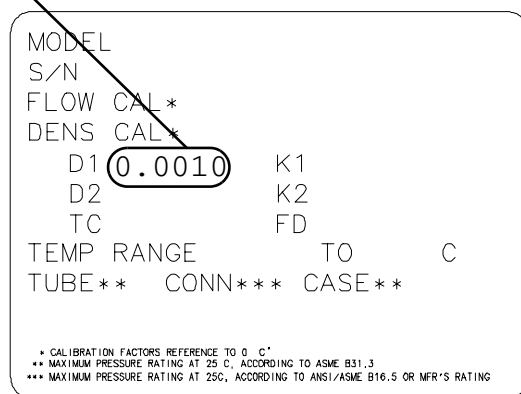 MODEL
S/N
FLOW CAL*
DENS CAL*
D1 0.0010 K1
D2 K2
TC FD
TEMP RANGE TO C
TUBE** CONN*** CASE**
* CALIBRATION FACTORS REFERENCE TO 0 C
** MAXIMUM PRESSURE RATING AT 25 C, ACCORDING TO ASME B31.3
*** MAXIMUM PRESSURE RATING AT 25C, ACCORDING TO ANSI/ASME B16.5 OR MFR'S RATING